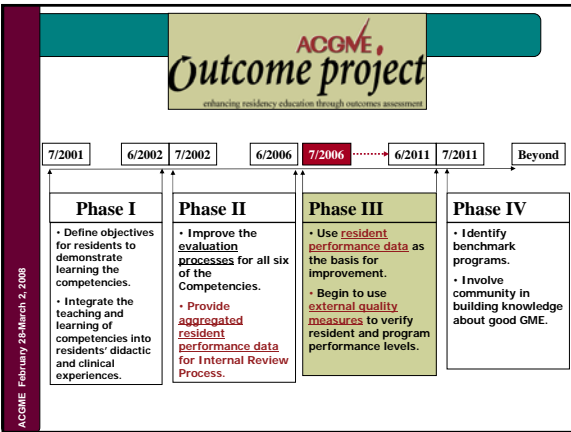 ACGME
Outcome project
enhancing residency education through outcomes assessment
7/2001
6/2002
7/2002
6/2006
7/2006
6/2011
7/2011
Beyond
Phase I
• Define objectives
for residents to
demonstrate
learning the
competencies.
• Integrate the
teaching and
learning of
competencies into
residents' didactic
and clinical
experiences.
Phase II
• Improve the
evaluation
processes for all six
of the
Competencies.
• Provide
aggregated
resident
performance data
for Internal Review
Process.
Phase III
• Use resident
performance data as
the basis for
improvement.
• Begin to use
external quality
measures to verify
resident and program
performance levels.
Phase IV
• Identify
benchmark
programs.
• Involve
community in
building knowledge
about good GME.
ACGME February 28-March 2, 2008